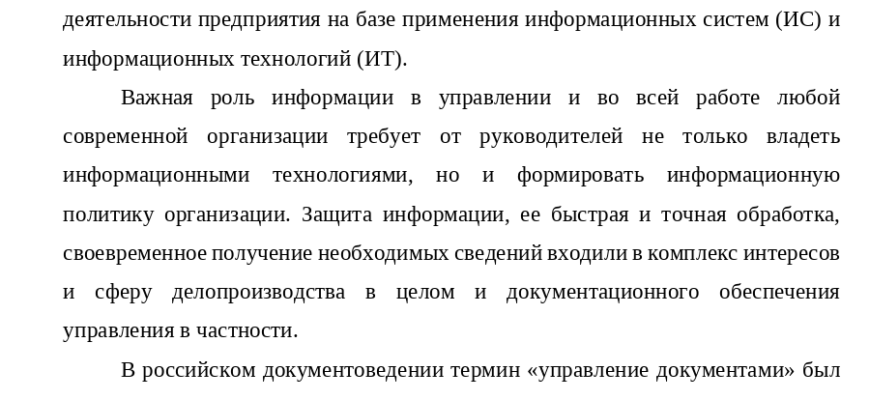 деятельности предприятия на базе применения информационных систем (ИС) и
информационных технологий (ИТ).
Важная роль информации в управлении и во всей работе любой
современной организации требует от руководителей не только владеть
информационными технологиями, но и формировать информационную
политику организации. Защита информации, ее быстрая и точная обработка,
своевременное получение необходимых сведений входили в комплекс интересов
и сферу делопроизводства в целом и документационного обеспечения
управления в частности.
В российском документоведении термин «управление документами» был